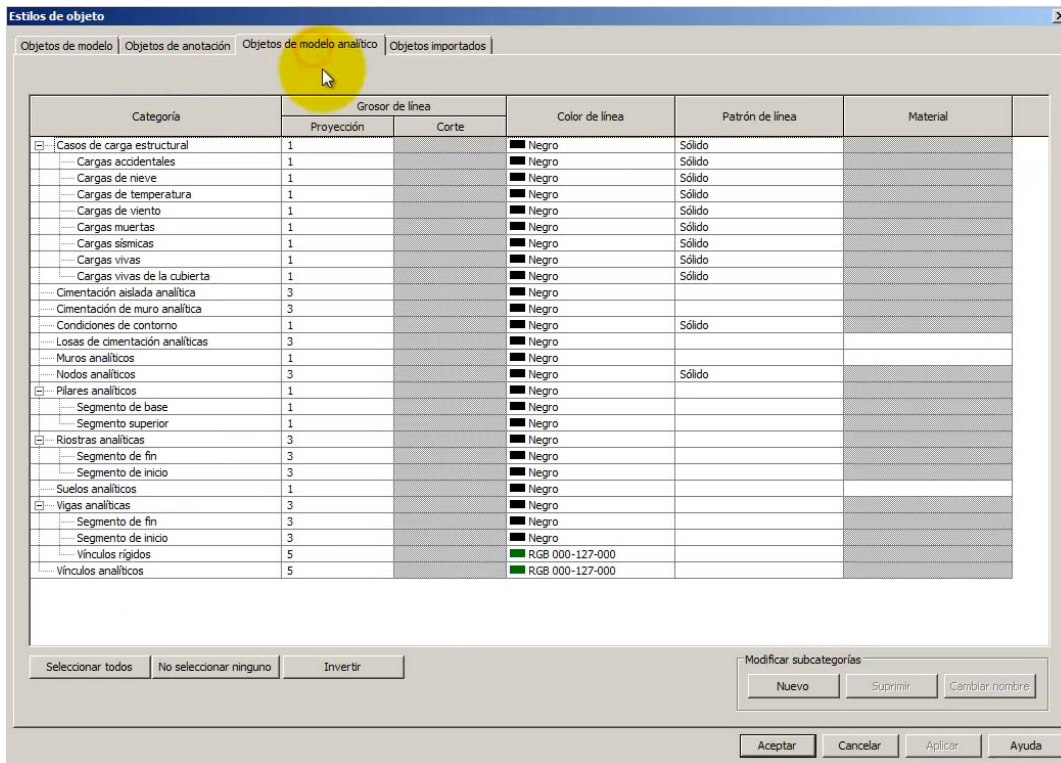 Estilos de objeto
Objetos de modelo Objetos de anotación Objetos de modelo analítico Objetos importados
Categoría Grosor de línea Color de línea Patrón de línea Material
Proyección Corte
Casos de carga estructural 1 Negro Sólido
Cargas accidentales 1 Negro Sólido
Cargas de nieve 1 Negro Sólido
Cargas de temperatura 1 Negro Sólido
Cargas de viento 1 Negro Sólido
Cargas muertas 1 Negro Sólido
Cargas sísmicas 1 Negro Sólido
Cargas vivas 1 Negro Sólido
Cargas vivas de la cubierta 1 Negro Sólido
Cimentación aislada analítica 3 Negro
Cimentación de muro analítica 3 Negro
Condiciones de contorno 1 Negro Sólido
Losas de cimentación analíticas 3 Negro
Muros analíticos 1 Negro
Nodos analíticos 3 Negro Sólido
Pilares analíticos 1 Negro
Segmento de base 1 Negro
Segmento superior 1 Negro
Riostras analíticas 3 Negro
Segmento de fin 3 Negro
Segmento de inicio 3 Negro
Suelos analíticos 1 Negro
Vigas analíticas 3 Negro
Segmento de fin 3 Negro
Segmento de inicio 3 Negro
Vínculos rígidos 5 RGB 000-127-000
Vínculos analíticos 5 RGB 000-127-000
Seleccionar todos No seleccionar ninguno Invertir
Modificar subcategorías
Nuevo Suprimir Cambiar nombre
Aceptar Cancelar Aplicar Ayuda